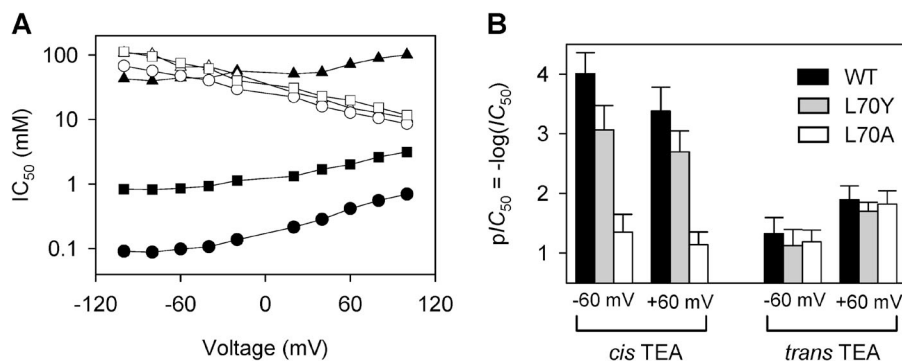 A
IC50 (mM)
100
10
1
0.1
-120
-60
0
60
120
Voltage (mV)
B
pIC50 = -log(IC50)
4
3
2
1
WT
L70Y
L70A
-60 mV
+60 mV
-60 mV
+60 mV
cis TEA
trans TEA